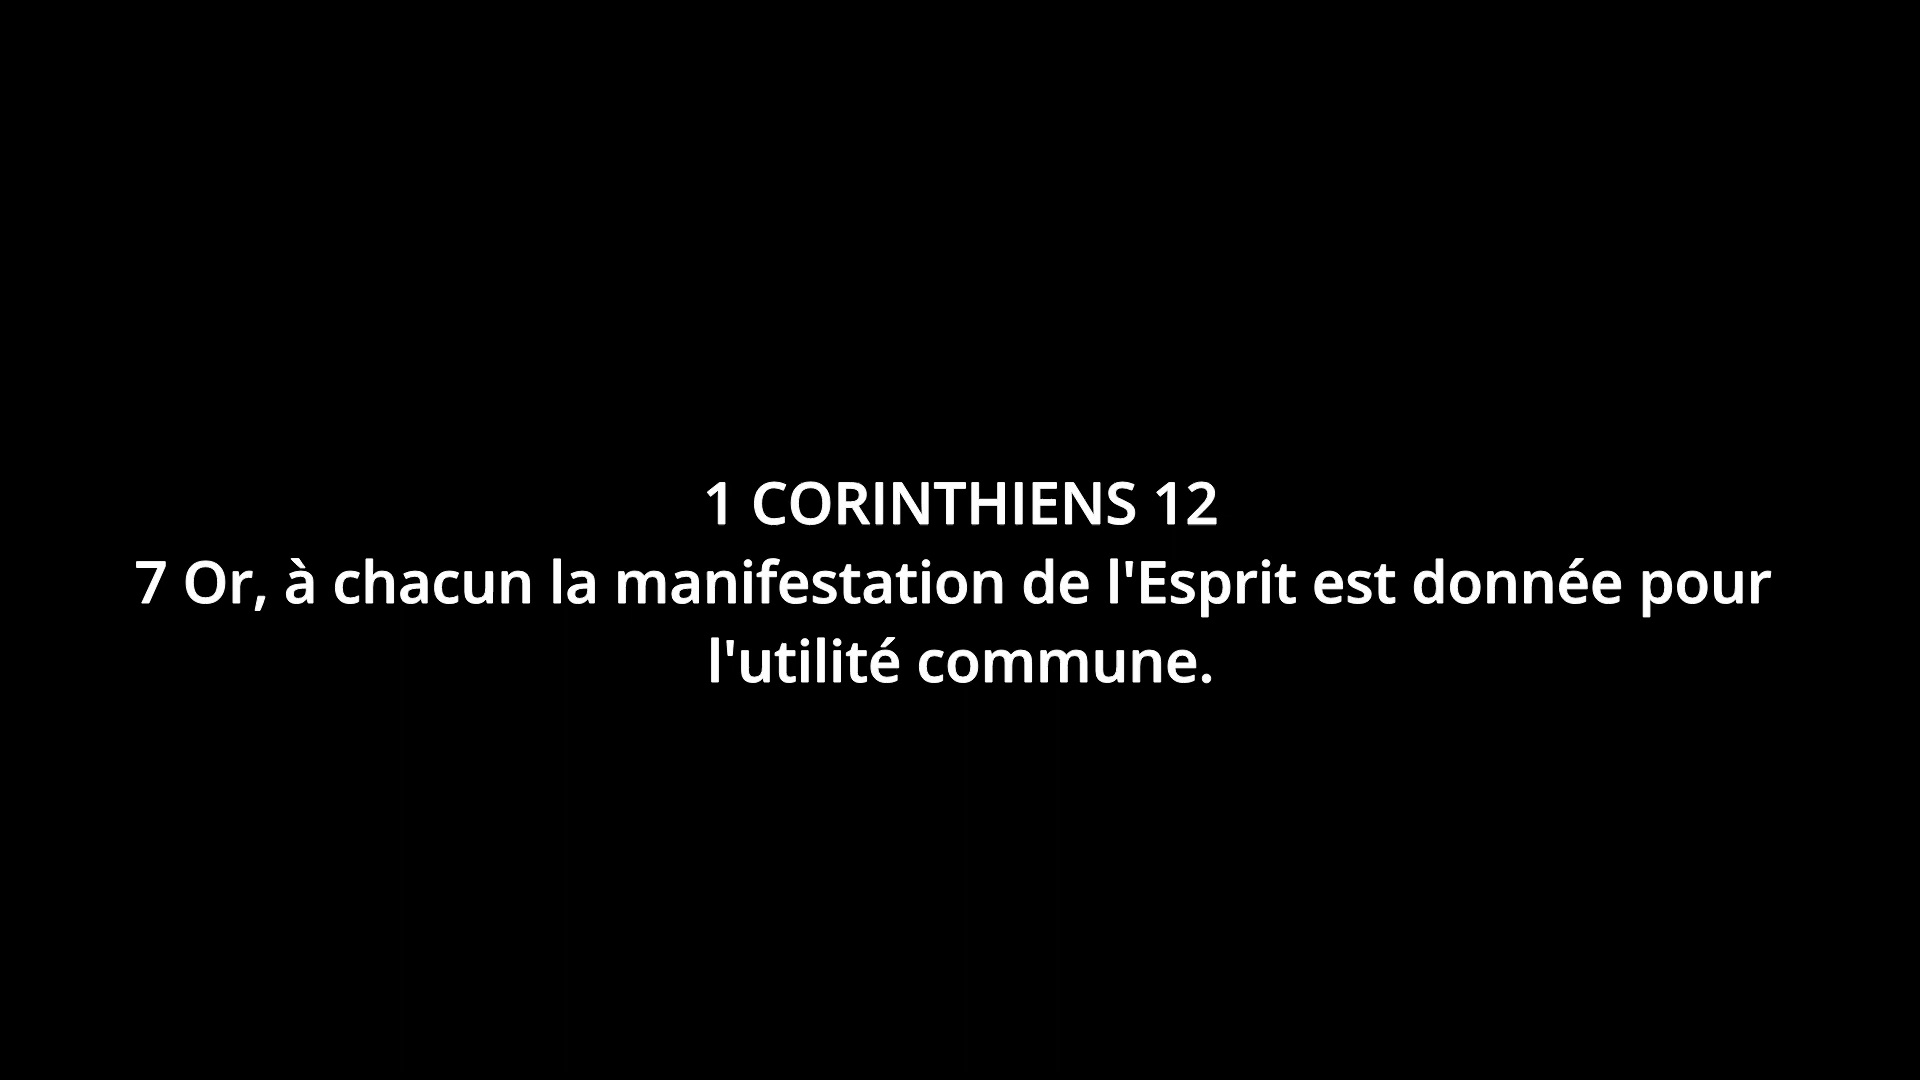 1 CORINTHIENS 12
7 Or, à chacun la manifestation de l'Esprit est donnée pour
l'utilité commune.